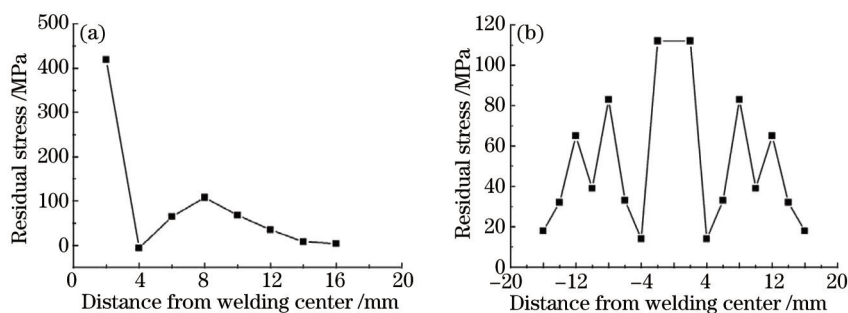 (a)
500
400
300
200
100
0
Residual stress /MPa
0 4 8 12 16 20
Distance from welding center /mm
(b)
120
100
80
60
40
20
0
Residual stress /MPa
−20 −12 −4 4 12 20
Distance from welding center /mm